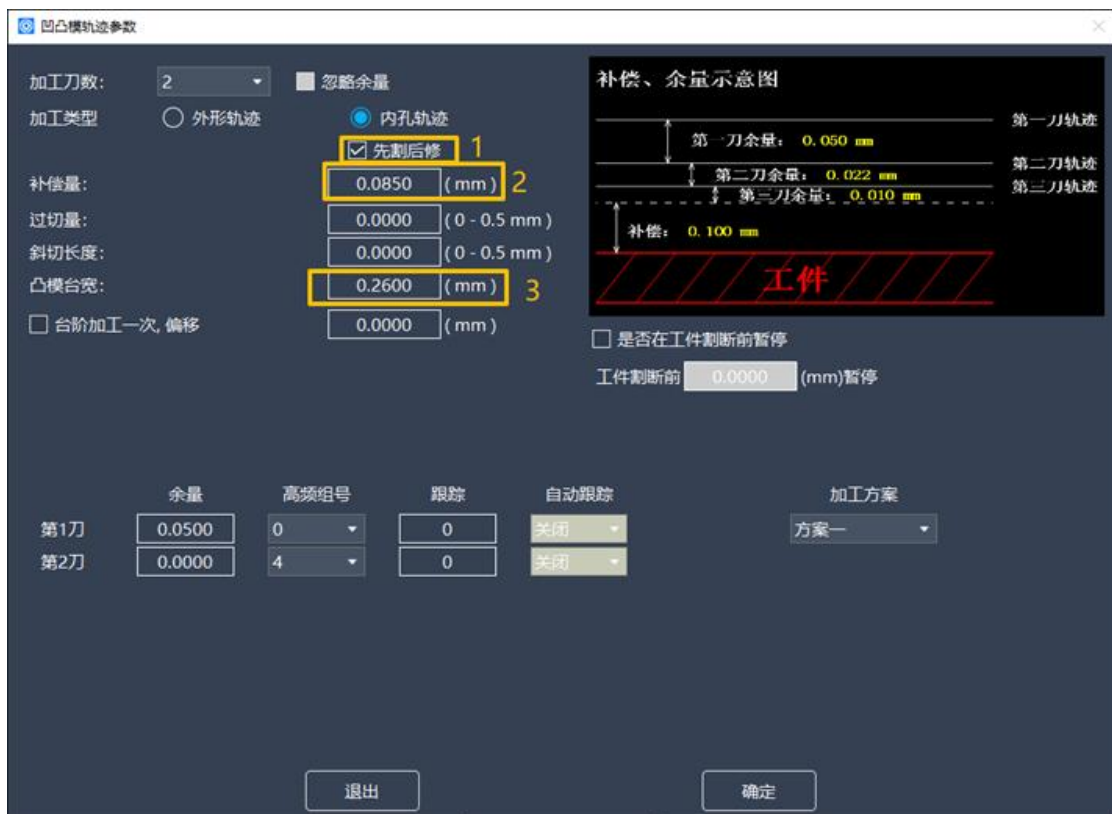 凹凸模轨迹参数
加工刀数: 2 忽略余量
加工类型 外形轨迹 内孔轨迹
先割后修 1
补偿量: 0.0850 (mm) 2
过切量: 0.0000 (0 - 0.5 mm)
斜切长度: 0.0000 (0 - 0.5 mm)
凸模台宽: 0.2600 (mm) 3
台阶加工一次, 偏移 0.0000 (mm)
补偿、余量示意图
第一刀轨迹
第一刀余量: 0.050 mm
第二刀轨迹
第二刀余量: 0.022 mm
第三刀轨迹
第三刀余量: 0.010 mm
补偿: 0.100 mm
工件
是否在工件割断前暂停
工件割断前 0.0000 (mm)暂停
余量 高频组号 跟踪 自动跟踪 加工方案
第1刀 0.0500 0 0 关闭 方案一
第2刀 0.0000 4 0 关闭
退出 确定